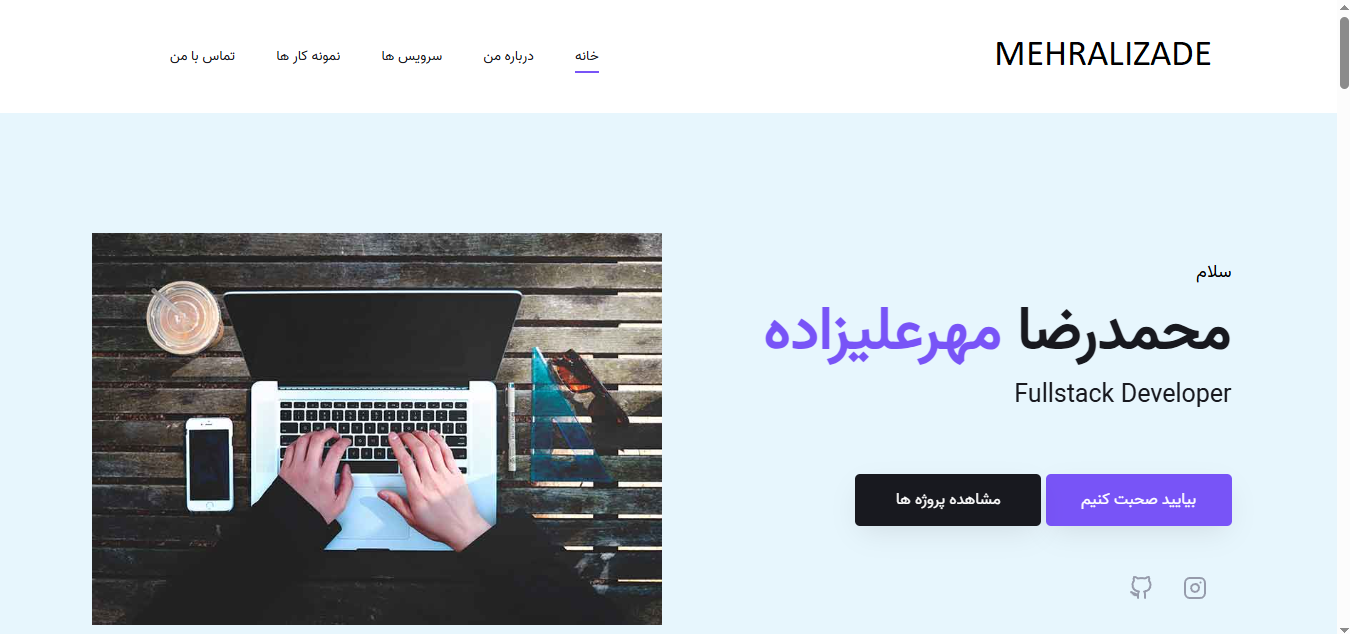 MEHRALIZADE
خانه
درباره من
سرویس ها
نمونه کار ها
تماس با من
سلام
محمدرضا مهرعلیزاده
Fullstack Developer
بیایید صحبت کنیم
مشاهده پروژه ها